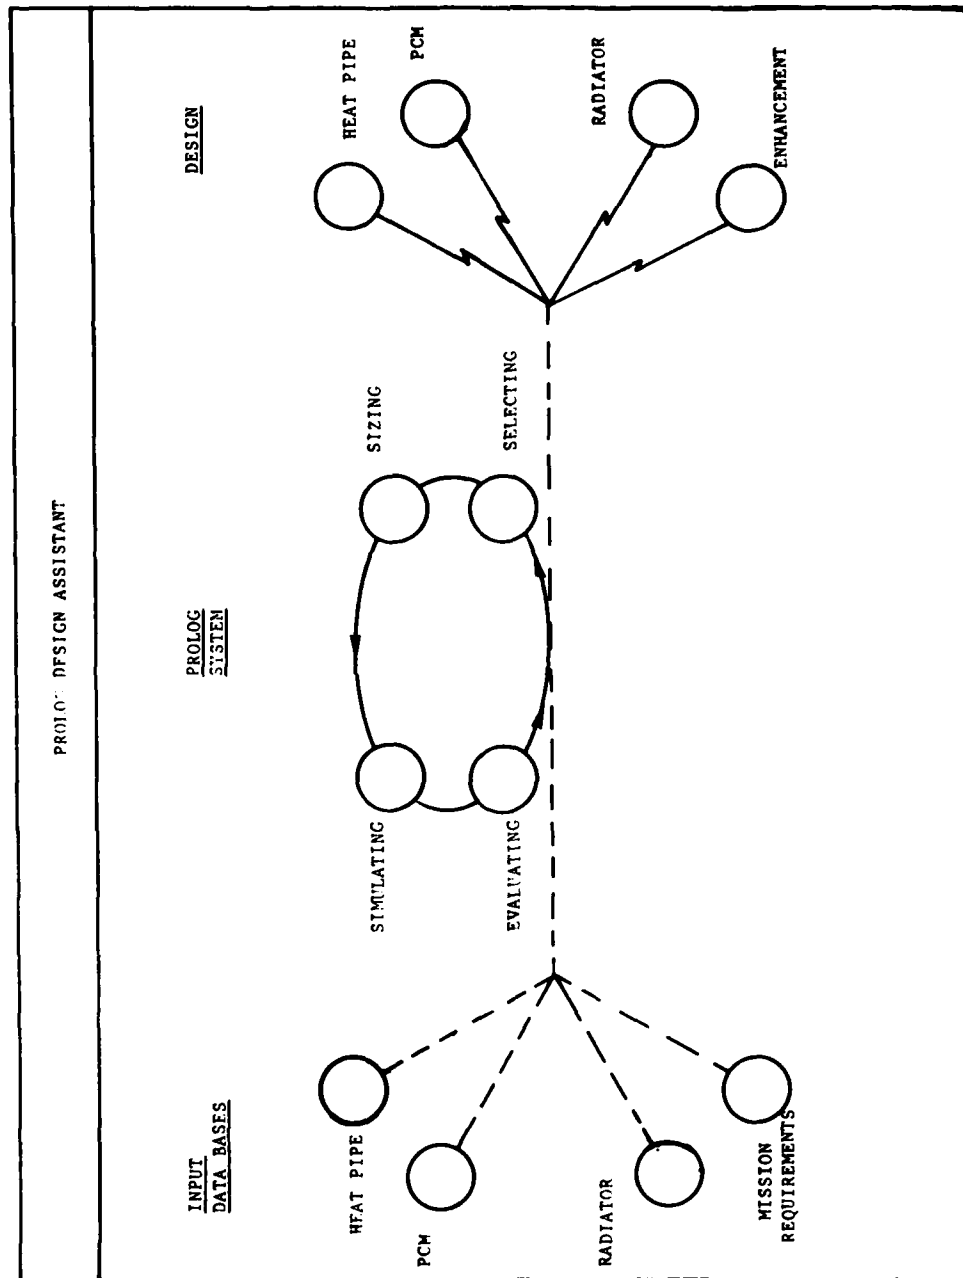 PROLOG DESIGN ASSISTANT
INPUT
DATA BASES
HEAT PIPE
PCM
RADIATOR
MISSION
REQUIREMENTS
PROLOG
SYSTEM
SIMULATING
SIZING
EVALUATING
SELECTING
DESIGN
HEAT PIPE
PCM
RADIATOR
ENHANCEMENT